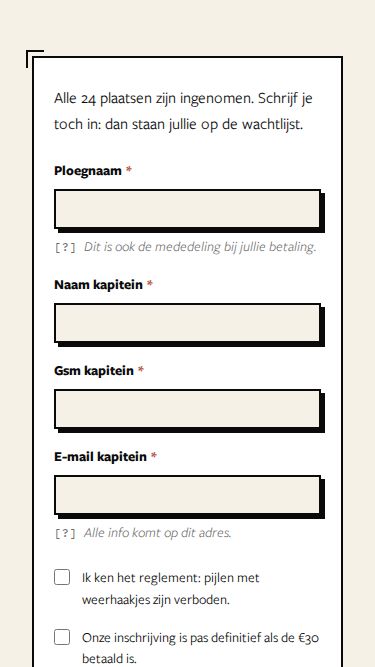 Alle 24 plaatsen zijn ingenomen. Schrijf je
toch in: dan staan jullie op de wachtlijst.
Ploegnaam *
[?] Dit is ook de mededeling bij jullie betaling.
Naam kapitein *
Gsm kapitein *
E-mail kapitein *
[?] Alle info komt op dit adres.
Ik ken het reglement: pijlen met
weerhaakjes zijn verboden.
Onze inschrijving is pas definitief als de €30
betaald is.